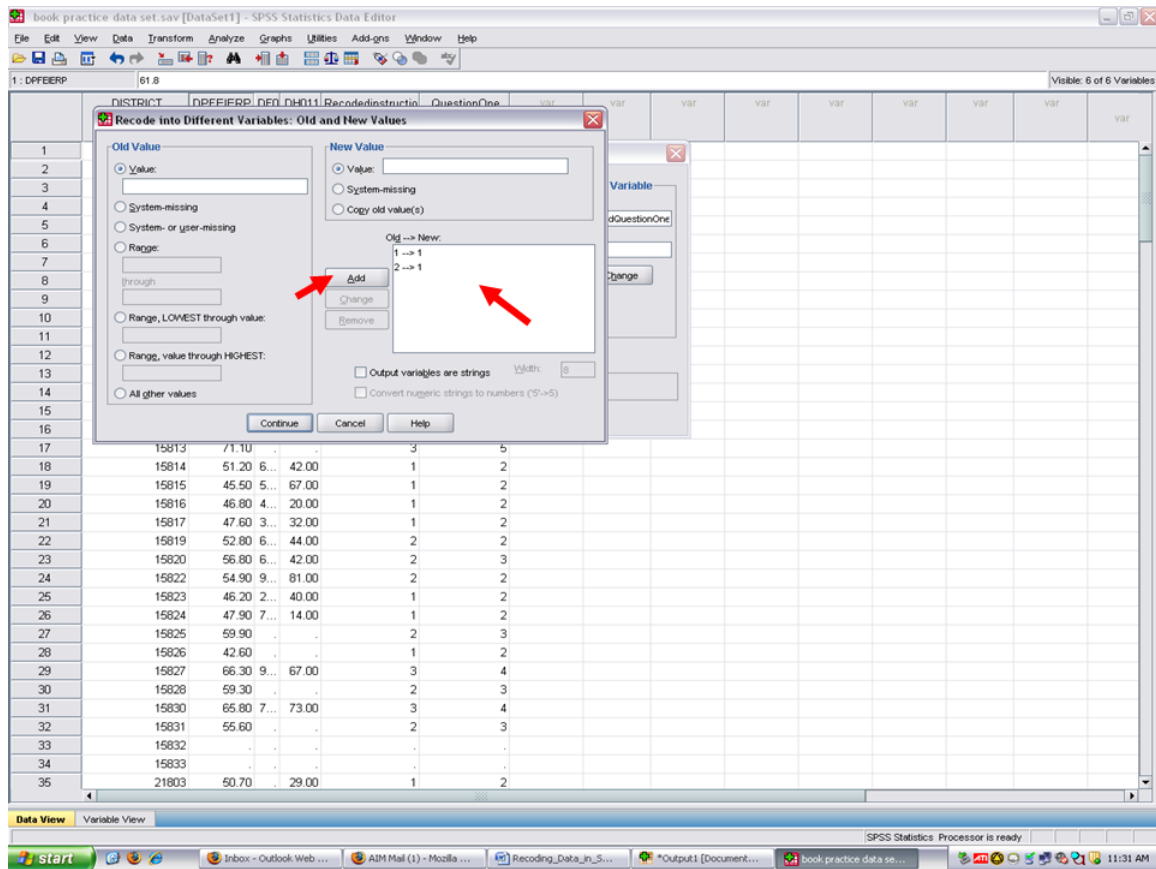 book practice data set.sav [DataSet1] - SPSS Statistics Data Editor
File Edit View Data Transform Analyze Graphs Utilities Add-ons Window Help
1 : DPFEIERP 61.8 Visible: 6 of 6 Variables
DISTRICT DPFEIERP DF0 DH011 Recodedinstructio QuestionOne var var var var var var var var var
Recode into Different Variables: Old and New Values
Old Value
Value:
System-missing
System- or user-missing
Range:
through
Range, LOWEST through value:
Range, value through HIGHEST:
All other values
New Value
Value:
System-missing
Copy old value(s)
Old --> New:
1 --> 1
2 --> 1
Add
Change
Remove
Output variables are strings Width: 8
Convert numeric strings to numbers ('5'->5)
Continue Cancel Help
Variable
dQuestionOne
Change
1
2
3
4
5
6
7
8
9
10
11
12
13
14
15
16
17 15813 71.10 . . 3 5
18 15814 51.20 6... 42.00 1 2
19 15815 45.50 5... 67.00 1 2
20 15816 46.80 4... 20.00 1 2
21 15817 47.60 3... 32.00 1 2
22 15819 52.80 6... 44.00 2 2
23 15820 56.80 6... 42.00 2 3
24 15822 54.90 9... 81.00 2 2
25 15823 46.20 2... 40.00 1 2
26 15824 47.90 7... 14.00 1 2
27 15825 59.90 . . 2 3
28 15826 42.60 . . 1 2
29 15827 66.30 9... 67.00 3 4
30 15828 59.30 . . 2 3
31 15830 65.80 7... 73.00 3 4
32 15831 55.60 . . 2 3
33 15832 . . . . .
34 15833 . . . . .
35 21803 50.70 . 29.00 1 2
Data View Variable View
SPSS Statistics Processor is ready
start Inbox - Outlook Web ... AIM Mail (1) - Mozilla ... Recoding_Data_in_S... *Output1 [Document... book practice data se... 11:31 AM